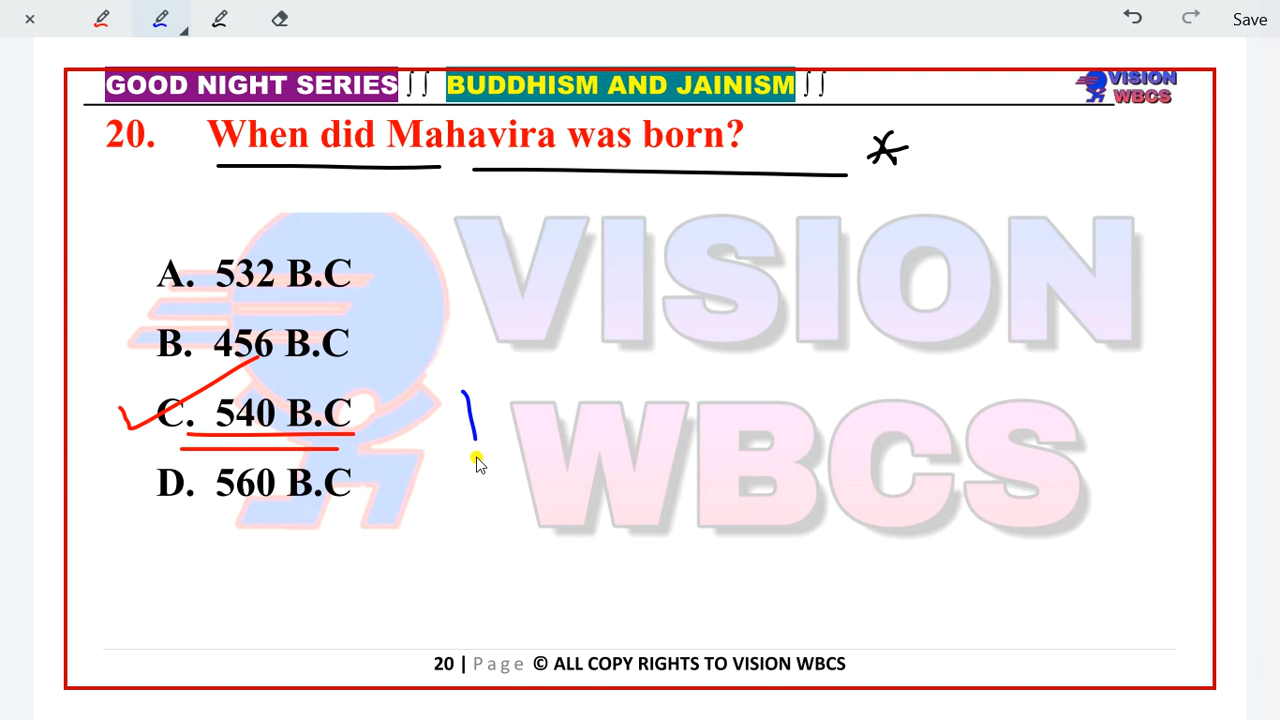 Save
GOOD NIGHT SERIES ∫∫ BUDDHISM AND JAINISM ∫∫ VISION WBCS
20. When did Mahavira was born?
A. 532 B.C
B. 456 B.C
C. 540 B.C
D. 560 B.C
VISION
WBCS
20 | Page © ALL COPY RIGHTS TO VISION WBCS